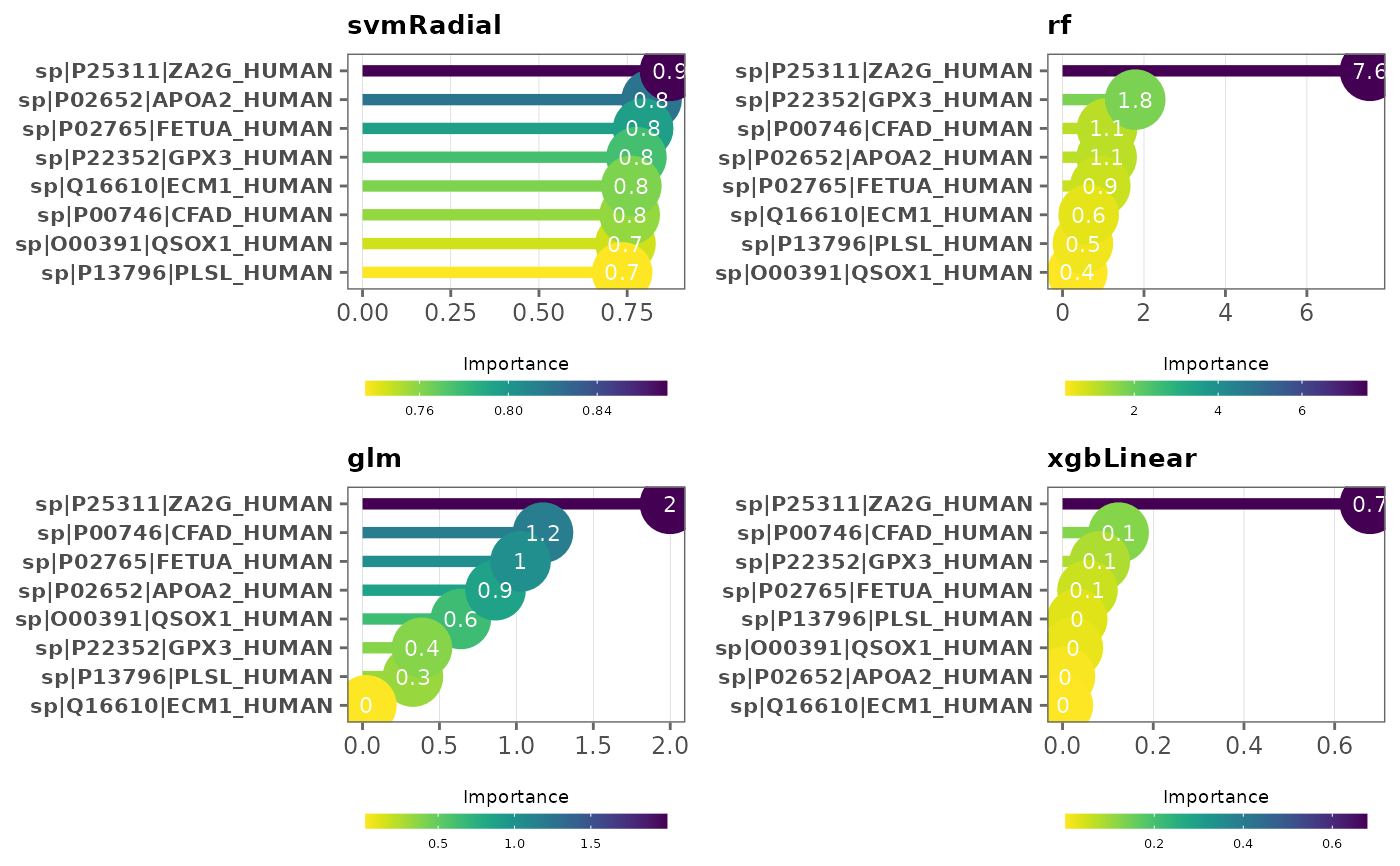 svmRadial
sp|P25311|ZA2G_HUMAN 0.9
sp|P02652|APOA2_HUMAN 0.8
sp|P02765|FETUA_HUMAN 0.8
sp|P22352|GPX3_HUMAN 0.8
sp|Q16610|ECM1_HUMAN 0.8
sp|P00746|CFAD_HUMAN 0.8
sp|O00391|QSOX1_HUMAN 0.7
sp|P13796|PLSL_HUMAN 0.7
0.00 0.25 0.50 0.75
Importance
0.76 0.80 0.84
rf
sp|P25311|ZA2G_HUMAN 7.6
sp|P22352|GPX3_HUMAN 1.8
sp|P00746|CFAD_HUMAN 1.1
sp|P02652|APOA2_HUMAN 1.1
sp|P02765|FETUA_HUMAN 0.9
sp|Q16610|ECM1_HUMAN 0.6
sp|P13796|PLSL_HUMAN 0.5
sp|O00391|QSOX1_HUMAN 0.4
0 2 4 6
Importance
2 4 6
glm
sp|P25311|ZA2G_HUMAN 2
sp|P00746|CFAD_HUMAN 1.2
sp|P02765|FETUA_HUMAN 1
sp|P02652|APOA2_HUMAN 0.9
sp|O00391|QSOX1_HUMAN 0.6
sp|P22352|GPX3_HUMAN 0.4
sp|P13796|PLSL_HUMAN 0.3
sp|Q16610|ECM1_HUMAN 0
0.0 0.5 1.0 1.5 2.0
Importance
0.5 1.0 1.5
xgbLinear
sp|P25311|ZA2G_HUMAN 0.7
sp|P00746|CFAD_HUMAN 0.1
sp|P22352|GPX3_HUMAN 0.1
sp|P02765|FETUA_HUMAN 0.1
sp|P13796|PLSL_HUMAN 0
sp|O00391|QSOX1_HUMAN 0
sp|P02652|APOA2_HUMAN 0
sp|Q16610|ECM1_HUMAN 0
0.0 0.2 0.4 0.6
Importance
0.2 0.4 0.6